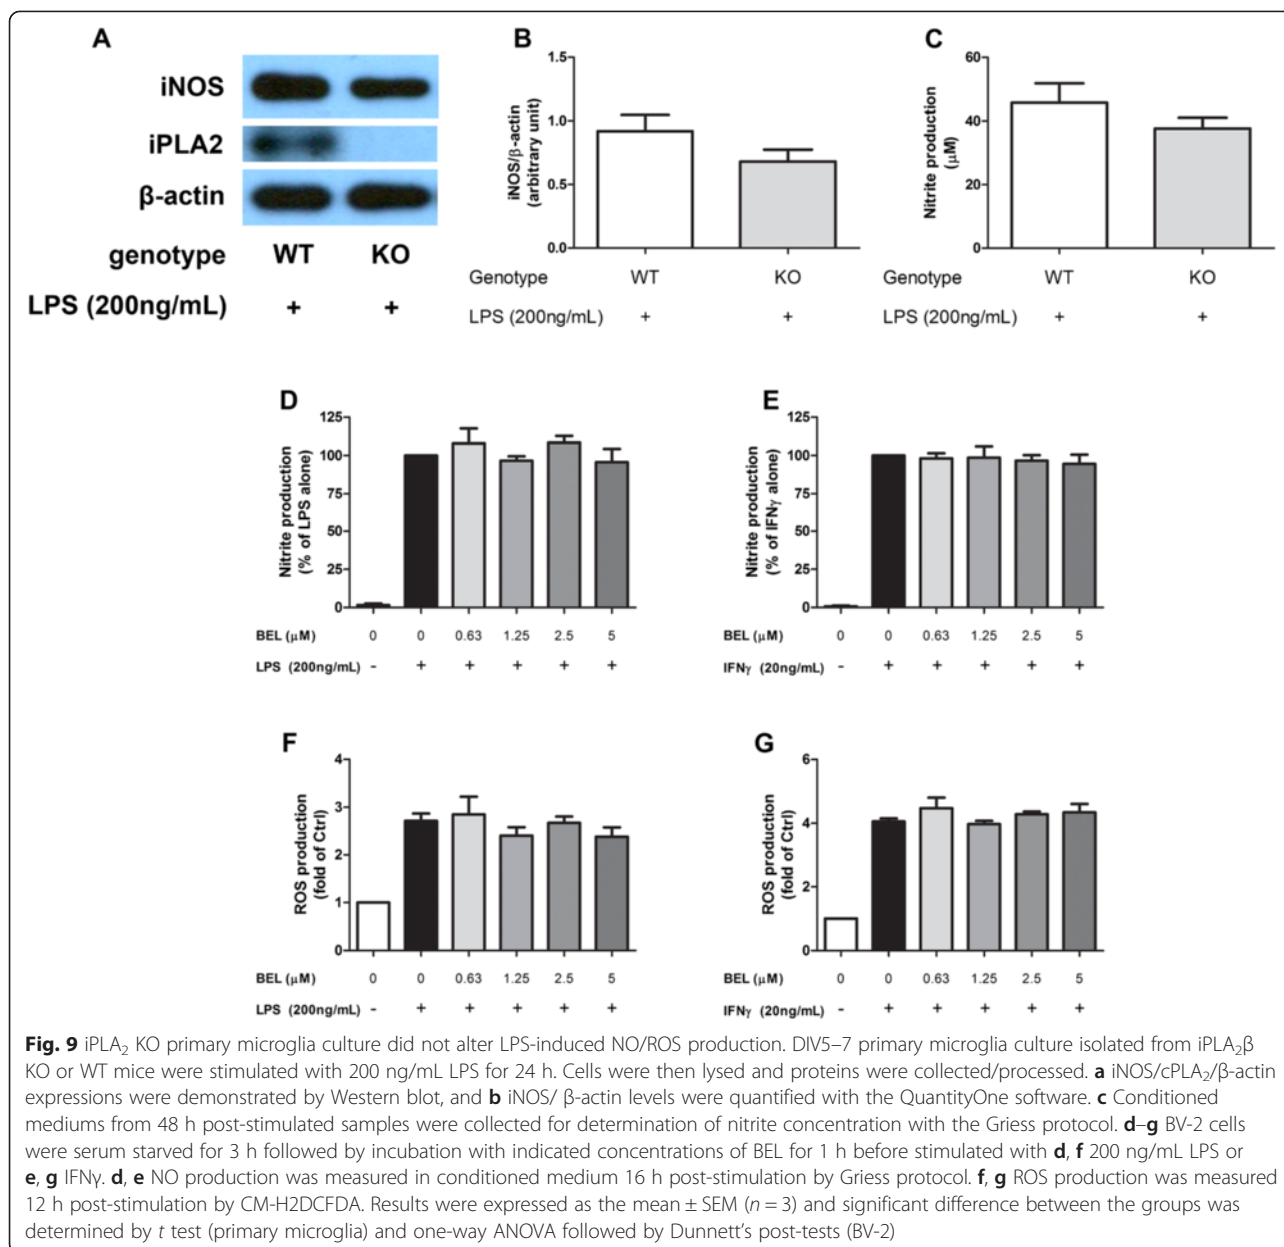 A
iNOS
iPLA2
β-actin
genotype WT KO
LPS (200ng/mL) + +
B
iNOS/β-actin
(arbitrary unit)
1.5
1.0
0.5
0.0
Genotype WT KO
LPS (200ng/mL) + +
C
Nitrite production
(μM)
60
40
20
0
Genotype WT KO
LPS (200ng/mL) + +
D
Nitrite production
(% of LPS alone)
125
100
75
50
25
0
BEL (μM) 0 0 0.63 1.25 2.5 5
LPS (200ng/mL) - + + + + +
E
Nitrite production
(% of IFNγ alone)
125
100
75
50
25
0
BEL (μM) 0 0 0.63 1.25 2.5 5
IFNγ (20ng/mL) - + + + + +
F
ROS production
(fold of Ctrl)
4
3
2
1
0
BEL (μM) 0 0 0.63 1.25 2.5 5
LPS (200ng/mL) - + + + + +
G
ROS production
(fold of Ctrl)
6
4
2
0
BEL (μM) 0 0 0.63 1.25 2.5 5
IFNγ (20ng/mL) - + + + + +
Fig. 9 iPLA₂ KO primary microglia culture did not alter LPS-induced NO/ROS production. DIV5–7 primary microglia culture isolated from iPLA₂β
KO or WT mice were stimulated with 200 ng/mL LPS for 24 h. Cells were then lysed and proteins were collected/processed. a iNOS/cPLA₂/β-actin
expressions were demonstrated by Western blot, and b iNOS/ β-actin levels were quantified with the QuantityOne software. c Conditioned
mediums from 48 h post-stimulated samples were collected for determination of nitrite concentration with the Griess protocol. d–g BV-2 cells
were serum starved for 3 h followed by incubation with indicated concentrations of BEL for 1 h before stimulated with d, f 200 ng/mL LPS or
e, g IFNγ. d, e NO production was measured in conditioned medium 16 h post-stimulation by Griess protocol. f, g ROS production was measured
12 h post-stimulation by CM-H2DCFDA. Results were expressed as the mean ± SEM (n = 3) and significant difference between the groups was
determined by t test (primary microglia) and one-way ANOVA followed by Dunnett's post-tests (BV-2)